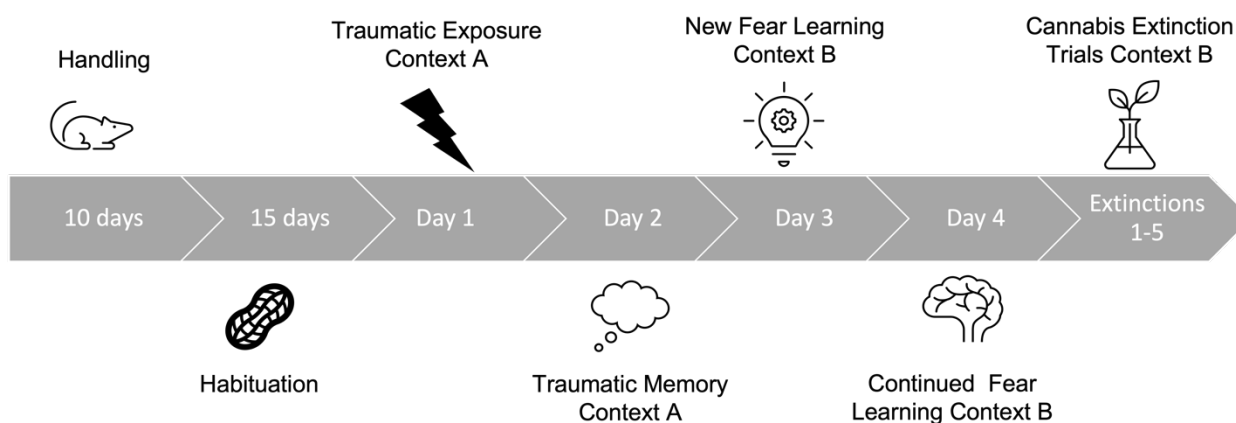 Handling
Traumatic Exposure
Context A
New Fear Learning
Context B
Cannabis Extinction
Trials Context B
10 days
15 days
Day 1
Day 2
Day 3
Day 4
Extinctions
1-5
Habituation
Traumatic Memory
Context A
Continued Fear
Learning Context B